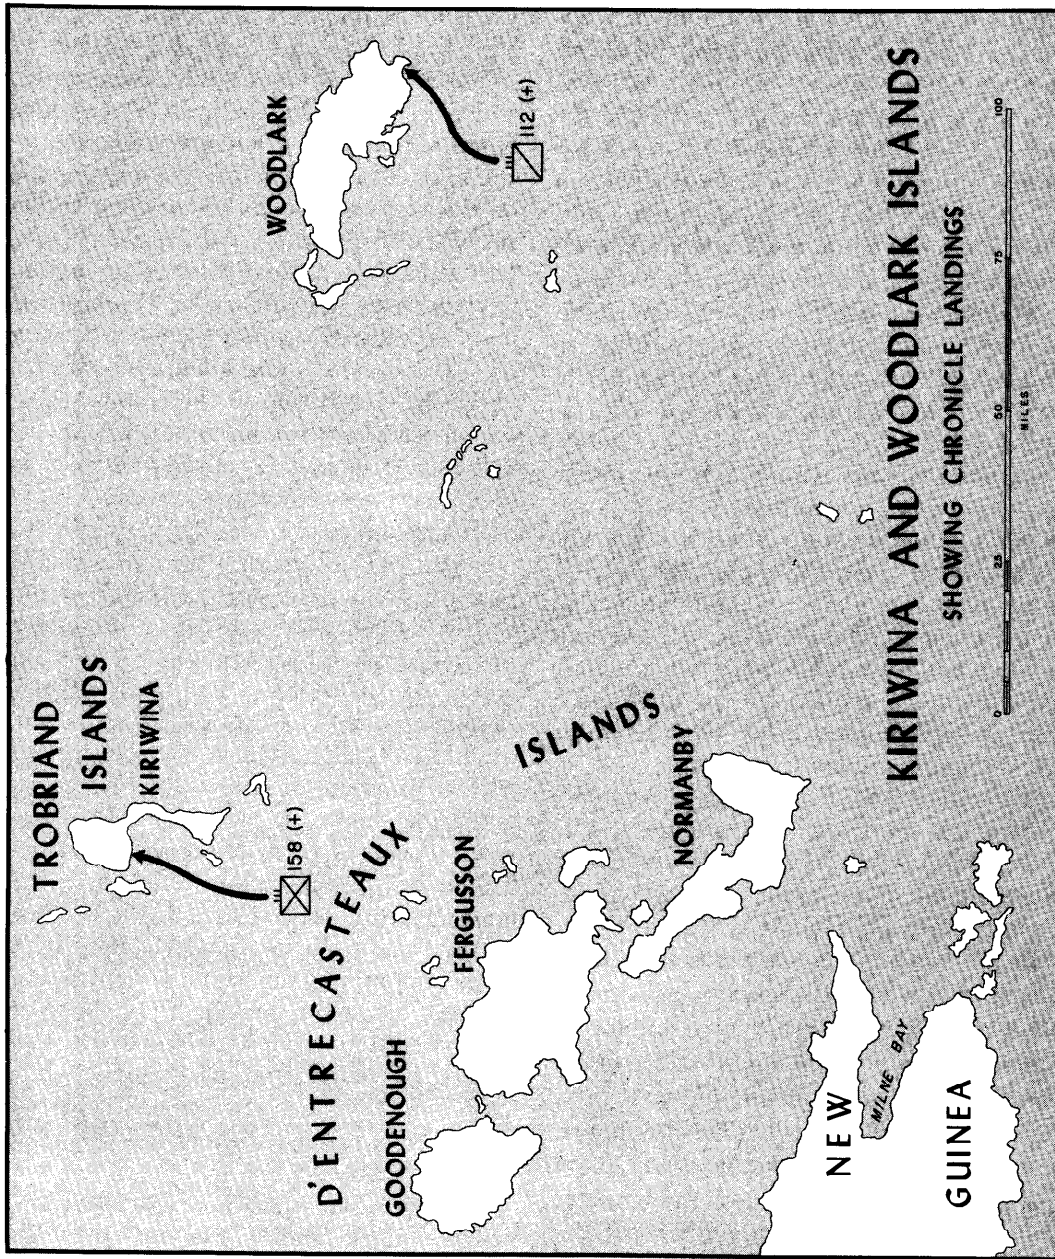 TROBRIAND
ISLANDS
KIRIWINA
WOODLARK
158 (+)
112 (+)
D'ENTRECASTEAUX
ISLANDS
GOODENOUGH
FERGUSSON
NORMANBY
NEW
GUINEA
MILNE BAY
KIRIWINA AND WOODLARK ISLANDS
SHOWING CHRONICLE LANDINGS
0 25 50 75 100
MILES